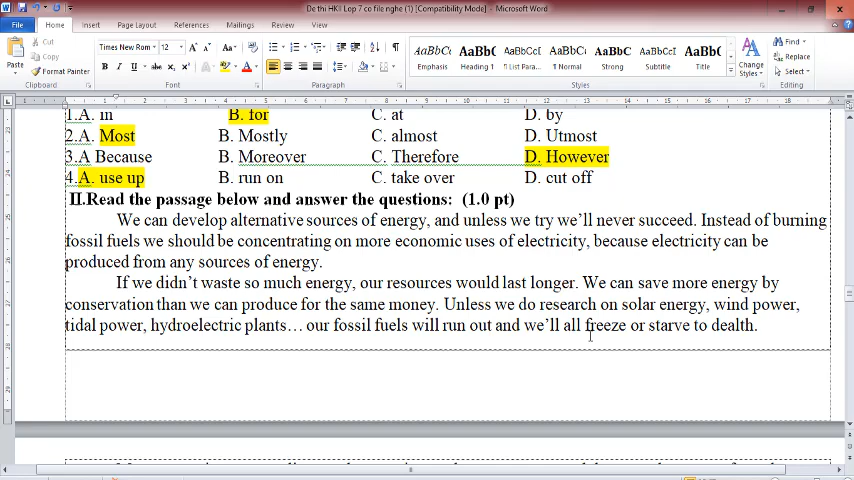 De thi HKII Lop 7 co file nghe (1) [Compatibility Mode] - Microsoft Word
File Home Insert Page Layout References Mailings Review View
Cut
Copy
Format Painter
Paste
Clipboard
Times New Rom 12
Font
Paragraph
AaBbCc AaBbC AaBbCc AaBbCcI AaBbCc AaBbC AaBbC
Emphasis Heading 1 ¶ List Para... ¶ Normal Strong Subtitle Title
Styles
Change Styles
Find
Replace
Select
Editing
1.A. in B. for C. at D. by
2.A. Most B. Mostly C. almost D. Utmost
3.A Because B. Moreover C. Therefore D. However
4.A. use up B. run on C. take over D. cut off
II.Read the passage below and answer the questions: (1.0 pt)
We can develop alternative sources of energy, and unless we try we’ll never succeed. Instead of burning
fossil fuels we should be concentrating on more economic uses of electricity, because electricity can be
produced from any sources of energy.
If we didn’t waste so much energy, our resources would last longer. We can save more energy by
conservation than we can produce for the same money. Unless we do research on solar energy, wind power,
tidal power, hydroelectric plants… our fossil fuels will run out and we’ll all freeze or starve to dealth.